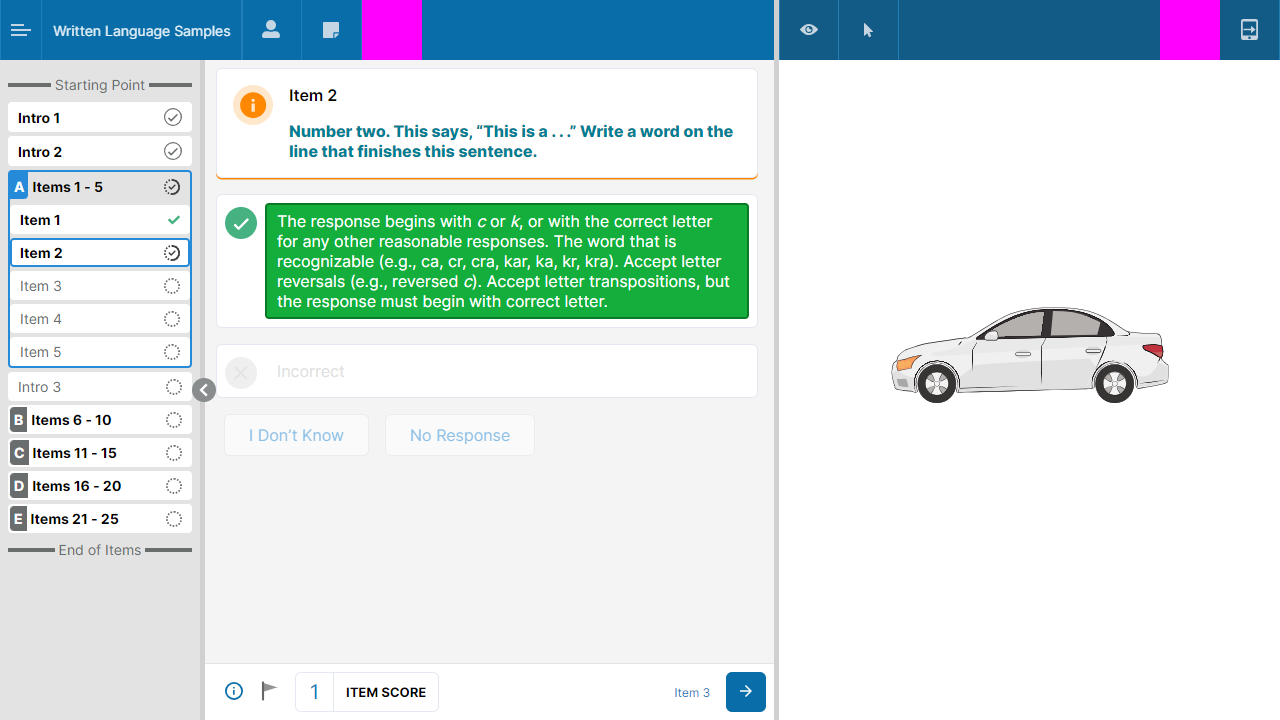 Written Language Samples
Starting Point
Intro 1
Intro 2
A Items 1 - 5
Item 1
Item 2
Item 3
Item 4
Item 5
Intro 3
B Items 6 - 10
C Items 11 - 15
D Items 16 - 20
E Items 21 - 25
End of Items
Item 2
Number two. This says, “This is a . . .” Write a word on the
line that finishes this sentence.
The response begins with c or k, or with the correct letter
for any other reasonable responses. The word that is
recognizable (e.g., ca, cr, cra, kar, ka, kr, kra). Accept letter
reversals (e.g., reversed c). Accept letter transpositions, but
the response must begin with correct letter.
Incorrect
I Don’t Know
No Response
1 ITEM SCORE
Item 3